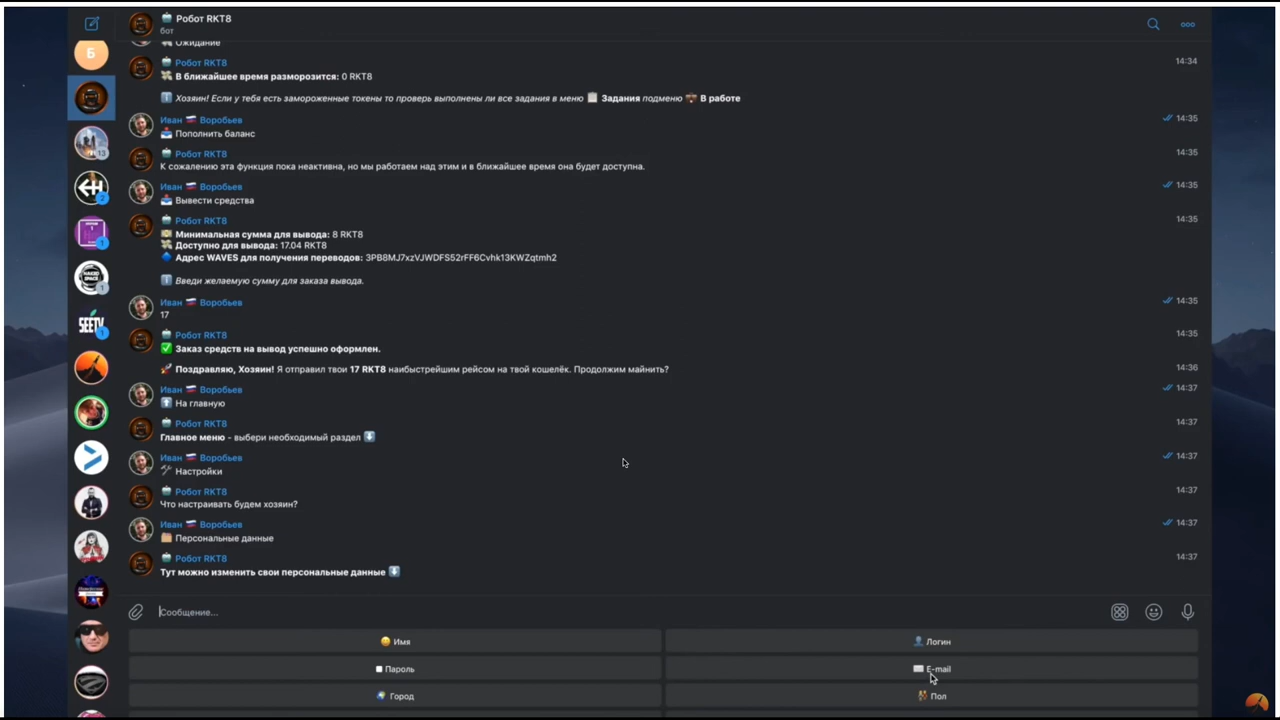 Робот RKT8
бот
Ожидание
Робот RKT8
14:34
В ближайшее время разморозится: 0 RKT8
Хозяин! Если у тебя есть замороженные токены то проверь выполнены ли все задания в меню Задания подменю В работе
Иван Воробьев
14:35
Пополнить баланс
Робот RKT8
14:35
К сожалению эта функция пока неактивна, но мы работаем над этим и в ближайшее время она будет доступна.
Иван Воробьев
14:35
Вывести средства
Робот RKT8
14:35
Минимальная сумма для вывода: 8 RKT8
Доступно для вывода: 17.04 RKT8
Адрес WAVES для получения переводов: 3PB8MJ7xzVJWDFS52rFF6Cvhk13KWZqtmh2
Введи желаемую сумму для заказа вывода.
Иван Воробьев
14:35
17
Робот RKT8
14:35
Заказ средств на вывод успешно оформлен.
Поздравляю, Хозяин! Я отправил твои 17 RKT8 наибыстрейшим рейсом на твой кошелёк. Продолжим майнить?
14:36
Иван Воробьев
14:37
На главную
Робот RKT8
14:37
Главное меню - выбери необходимый раздел
Иван Воробьев
14:37
Настройки
Робот RKT8
14:37
Что настраивать будем хозяин?
Иван Воробьев
14:37
Персональные данные
Робот RKT8
14:37
Тут можно изменить свои персональные данные
Сообщение...
Имя
Логин
Пароль
E-mail
Город
Пол
Б
13
2
1
1
SEETV
1